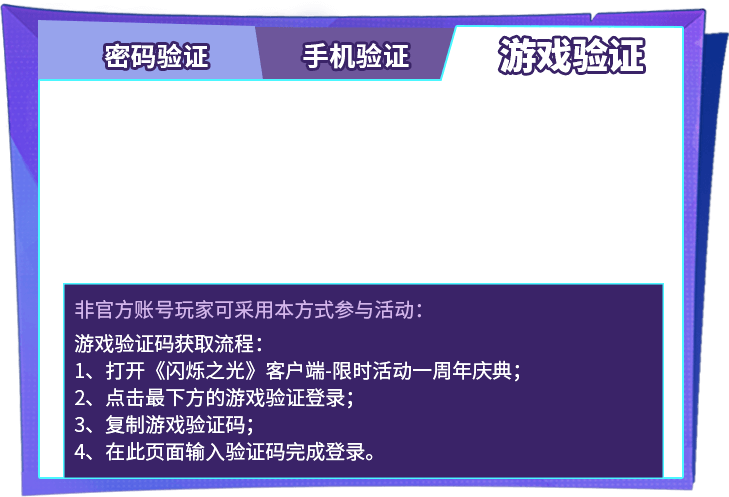 密码验证
手机验证
游戏验证
非官方账号玩家可采用本方式参与活动：
游戏验证码获取流程：
1、打开《闪烁之光》客户端-限时活动一周年庆典；
2、点击最下方的游戏验证登录；
3、复制游戏验证码；
4、在此页面输入验证码完成登录。